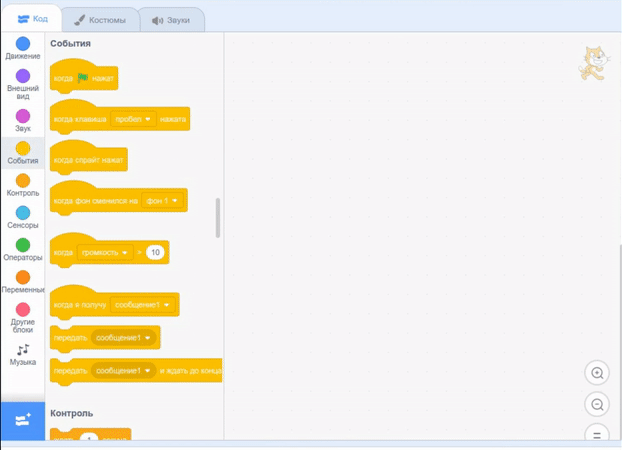 Код
Костюмы
Звуки
Движение
Внешний
вид
Звук
События
Контроль
Сенсоры
Операторы
Переменные
Другие
блоки
Музыка
События
когда нажат
когда клавиша пробел нажата
когда спрайт нажат
когда фон сменился на фон 1
когда громкость > 10
когда я получу сообщение1
передать сообщение1
передать сообщение1 и ждать до конца
Контроль
1